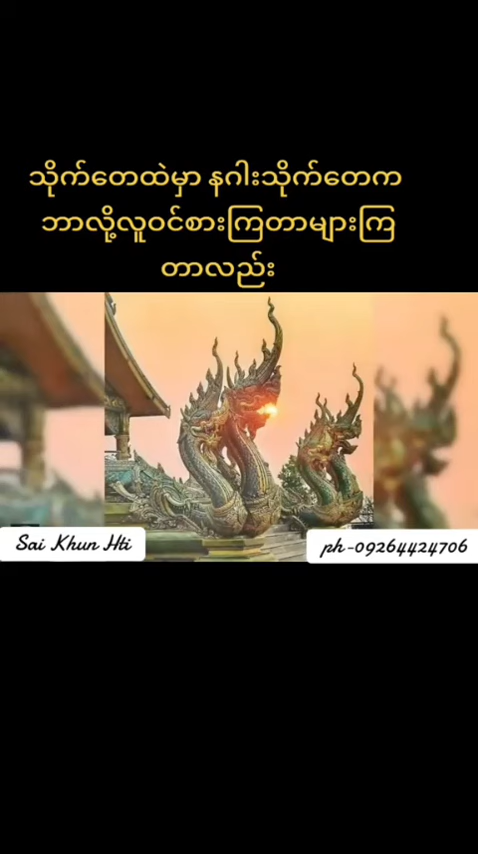 သိုက်တေထဲမှာ နဂါးသိုက်တေက
ဘာလို့လူဝင်စားကြတာများကြ
တာလည်း
Sai Khun Hti
ph-09264424706